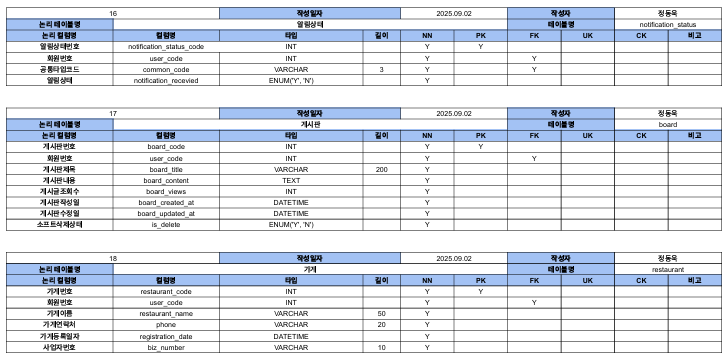 16 작성일자 2025.09.02 작성자 정동욱
논리 테이블명 알림상태 테이블명 notification_status
논리 컬럼명 컬럼명 타입 길이 NN PK FK UK CK 비고
알림상태번호 notification_status_code INT Y Y
회원번호 user_code INT Y Y
공통타입코드 common_code VARCHAR 3 Y Y
알림상태 notification_recevied ENUM('Y', 'N') Y
17 작성일자 2025.09.02 작성자 정동욱
논리 테이블명 게시판 테이블명 board
논리 컬럼명 컬럼명 타입 길이 NN PK FK UK CK 비고
게시판번호 board_code INT Y Y
회원번호 user_code INT Y Y
게시판제목 board_title VARCHAR 200 Y
게시판내용 board_content TEXT Y
게시글조회수 board_views INT Y
게시판작성일 board_created_at DATETIME Y
게시판수정일 board_updated_at DATETIME Y
소프트삭제상태 is_delete ENUM('Y', 'N') Y
18 작성일자 2025.09.02 작성자 정동욱
논리 테이블명 가게 테이블명 restaurant
논리 컬럼명 컬럼명 타입 길이 NN PK FK UK CK 비고
가게번호 restaurant_code INT Y Y
회원번호 user_code INT Y Y
가게이름 restaurant_name VARCHAR 50 Y
가게연락처 phone VARCHAR 20 Y
가게등록일자 registration_date DATETIME Y
사업자번호 biz_number VARCHAR 10 Y